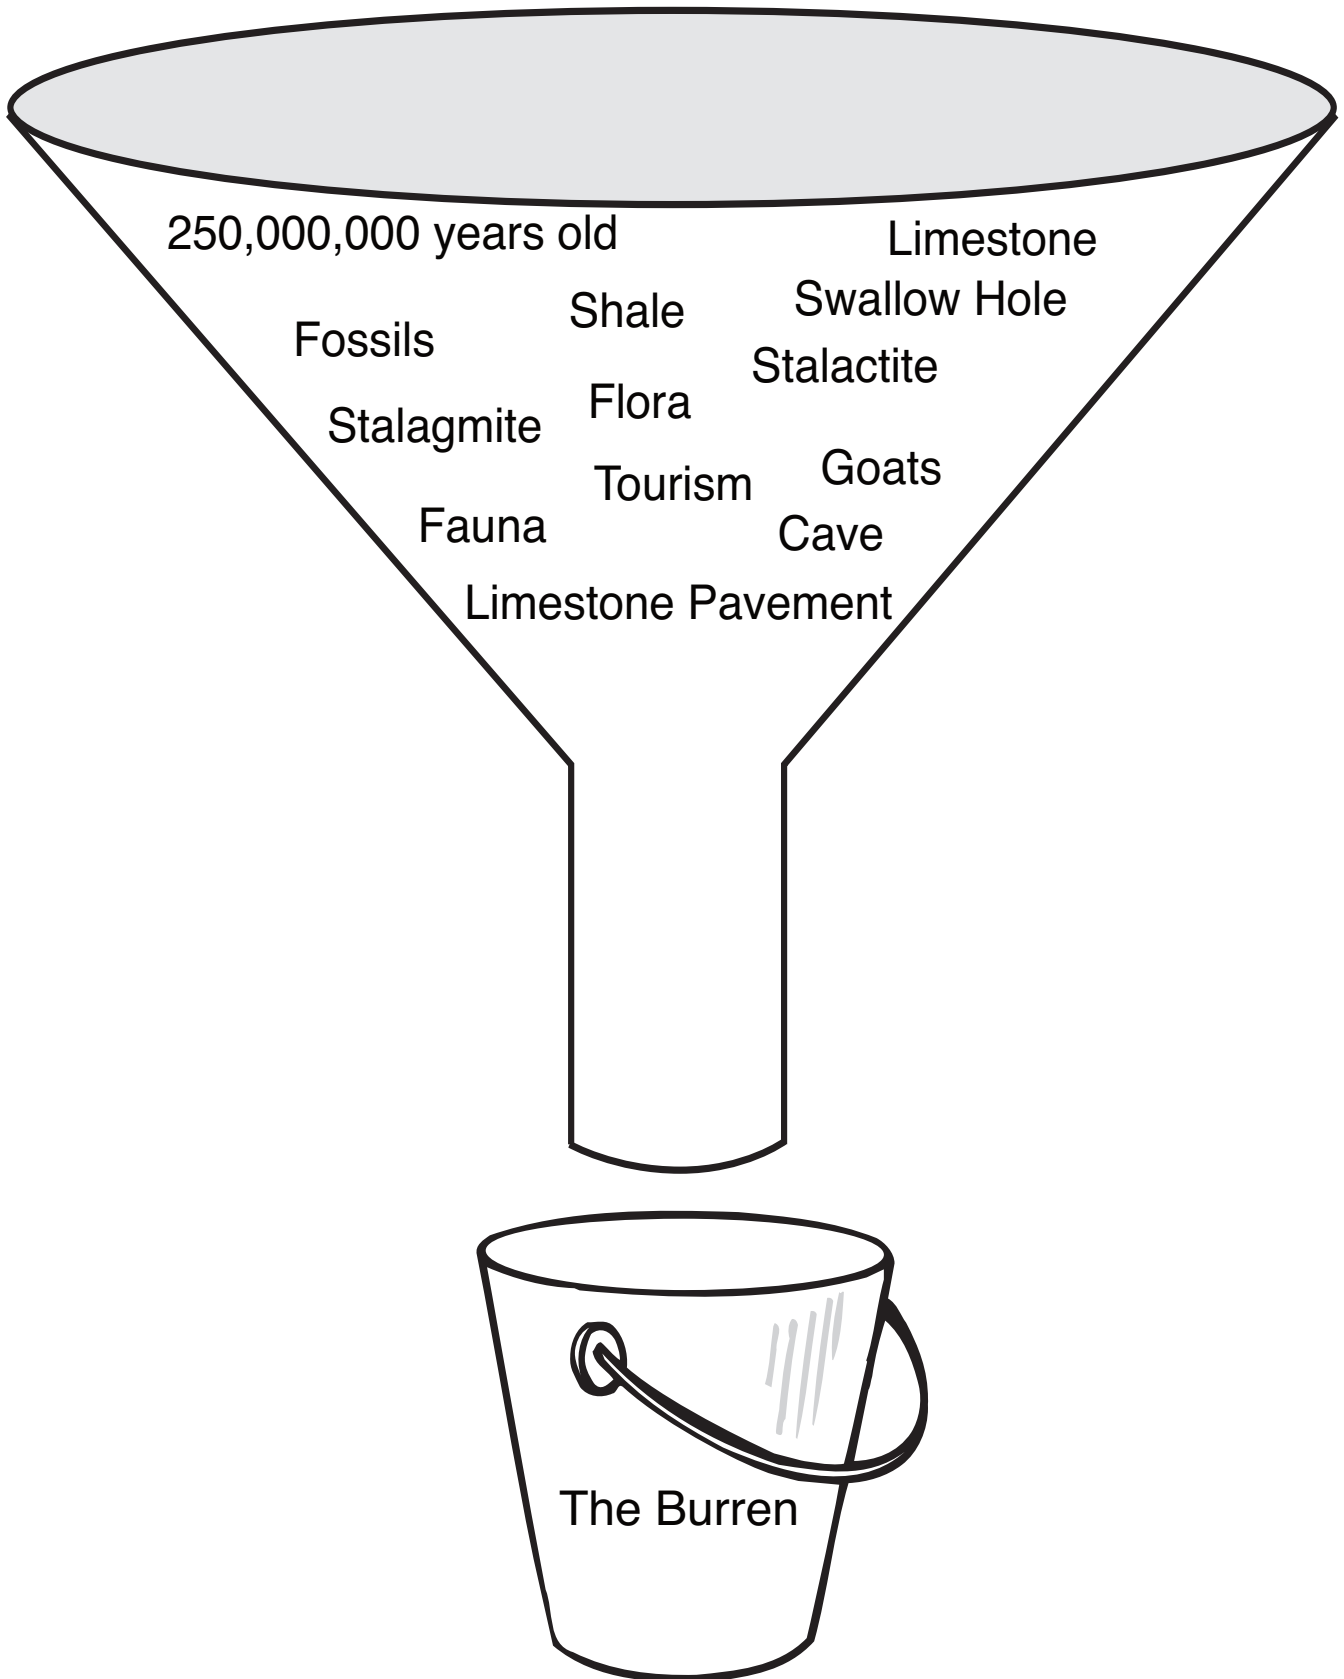 250,000,000 years old
Limestone
Swallow Hole
Shale
Fossils
Stalactite
Flora
Stalagmite
Goats
Tourism
Fauna
Cave
Limestone Pavement
The Burren